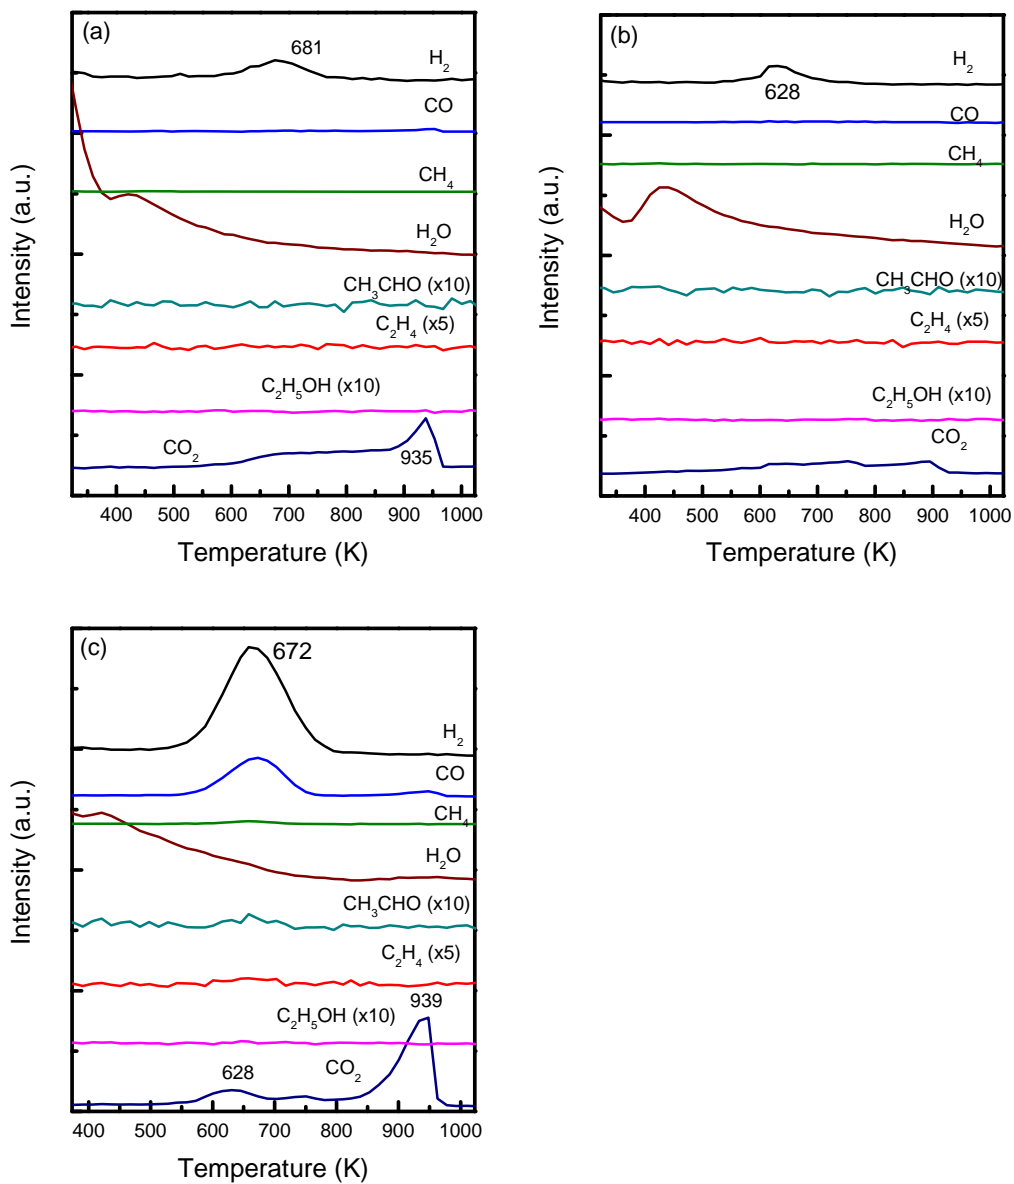 (a)
681
H2
CO
CH4
H2O
CH3CHO (x10)
C2H4 (x5)
C2H5OH (x10)
CO2
935
Intensity (a.u.)
400 500 600 700 800 900 1000
Temperature (K)
(b)
628
H2
CO
CH4
H2O
CH3CHO (x10)
C2H4 (x5)
C2H5OH (x10)
CO2
Intensity (a.u.)
400 500 600 700 800 900 1000
Temperature (K)
(c)
672
H2
CO
CH4
H2O
CH3CHO (x10)
C2H4 (x5)
939
C2H5OH (x10)
628
CO2
Intensity (a.u.)
400 500 600 700 800 900 1000
Temperature (K)